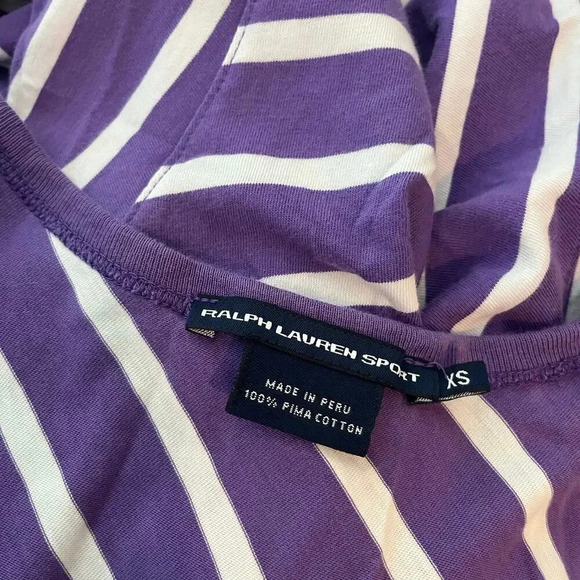 RALPH LAUREN SPORT
XS
MADE IN PERU
100% PIMA COTTON